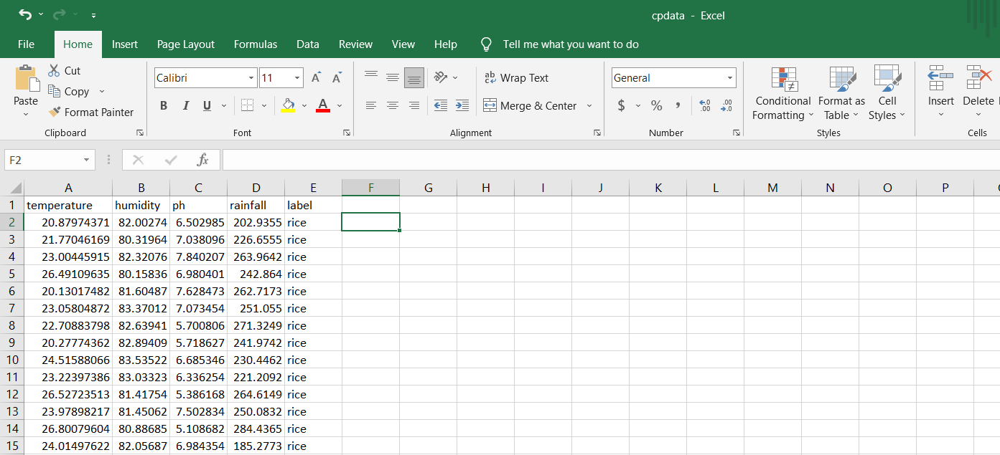 cpdata - Excel
File Home Insert Page Layout Formulas Data Review View Help Tell me what you want to do
Paste
Cut
Copy
Format Painter
Clipboard
Calibri 11 A A
B I U A
Font
ab Wrap Text
Merge & Center
Alignment
General
$ % , .0 .00 .00 .0
Number
Conditional Formatting
Format as Table
Cell Styles
Styles
Insert
Delete
Cells
F2 fx
A B C D E F G H I J K L M N O P
1 temperature humidity ph rainfall label
2 20.87974371 82.00274 6.502985 202.9355 rice
3 21.77046169 80.31964 7.038096 226.6555 rice
4 23.00445915 82.32076 7.840207 263.9642 rice
5 26.49109635 80.15836 6.980401 242.864 rice
6 20.13017482 81.60487 7.628473 262.7173 rice
7 23.05804872 83.37012 7.073454 251.055 rice
8 22.70883798 82.63941 5.700806 271.3249 rice
9 20.27774362 82.89409 5.718627 241.9742 rice
10 24.51588066 83.53522 6.685346 230.4462 rice
11 23.22397386 83.03323 6.336254 221.2092 rice
12 26.52723513 81.41754 5.386168 264.6149 rice
13 23.97898217 81.45062 7.502834 250.0832 rice
14 26.80079604 80.88685 5.108682 284.4365 rice
15 24.01497622 82.05687 6.984354 185.2773 rice